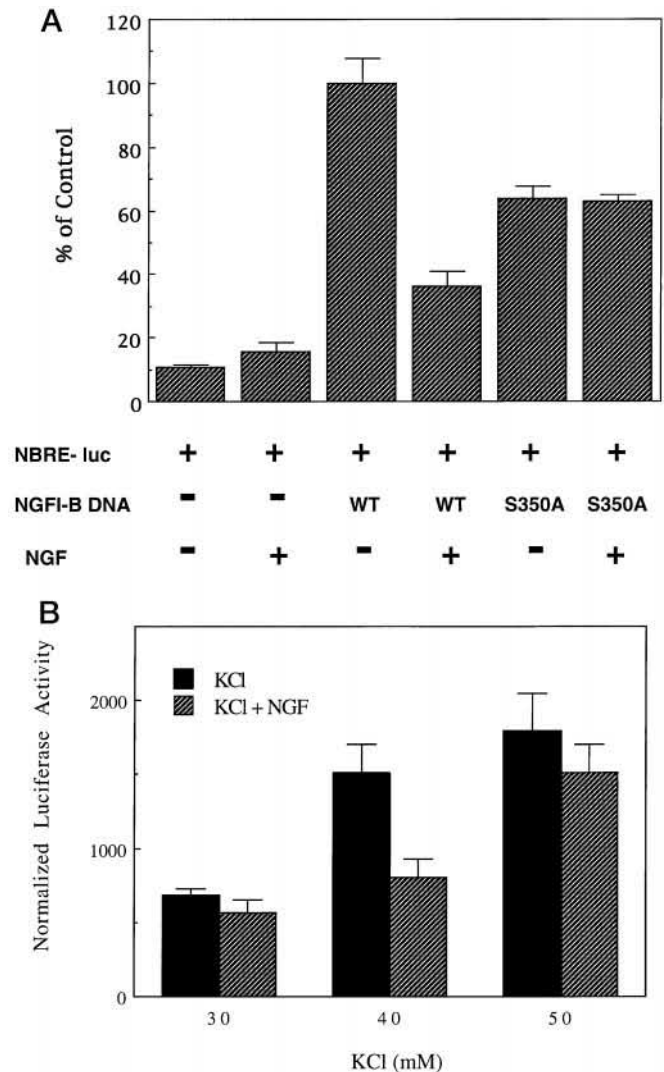 A
120
100
80
60
40
20
0
% of Control
NBRE- luc + + + + + +
NGFI-B DNA - - WT WT S350A S350A
NGF - + - + - +
B
KCl
KCl + NGF
2000
1000
0
Normalized Luciferase Activity
30 40 50
KCl (mM)